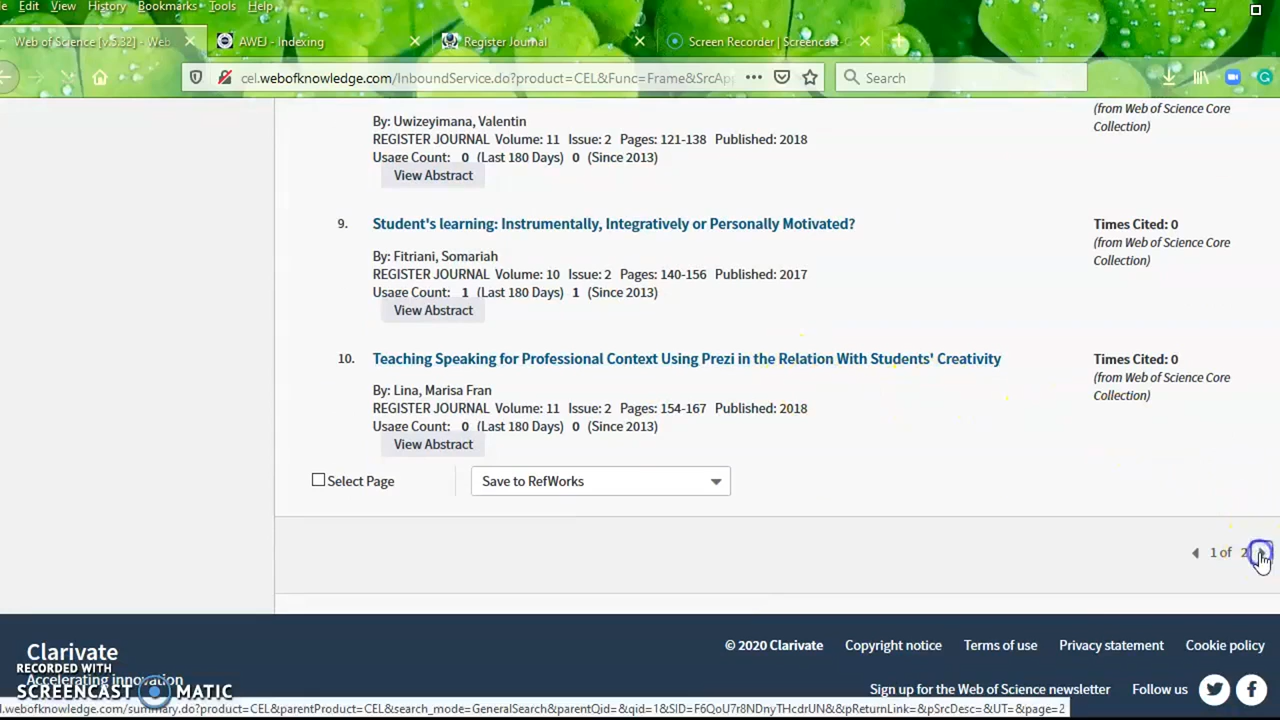 Edit View History Bookmarks Tools Help
Web of Science [v.5.32] - Web
AWEJ - Indexing
Register Journal
Screen Recorder | Screencast-O
cel.webofknowledge.com/InboundService.do?product=CEL&Func=Frame&SrcAp
Search
(from Web of Science Core
Collection)
By: Uwizeyimana, Valentin
REGISTER JOURNAL Volume: 11 Issue: 2 Pages: 121-138 Published: 2018
Usage Count: 0 (Last 180 Days) 0 (Since 2013)
View Abstract
9. Student's learning: Instrumentally, Integratively or Personally Motivated?
Times Cited: 0
(from Web of Science Core
Collection)
By: Fitriani, Somariah
REGISTER JOURNAL Volume: 10 Issue: 2 Pages: 140-156 Published: 2017
Usage Count: 1 (Last 180 Days) 1 (Since 2013)
View Abstract
10. Teaching Speaking for Professional Context Using Prezi in the Relation With Students' Creativity
Times Cited: 0
(from Web of Science Core
Collection)
By: Lina, Marisa Fran
REGISTER JOURNAL Volume: 11 Issue: 2 Pages: 154-167 Published: 2018
Usage Count: 0 (Last 180 Days) 0 (Since 2013)
View Abstract
Select Page
Save to RefWorks
1 of 2
Clarivate
Accelerating innovation
© 2020 Clarivate Copyright notice Terms of use Privacy statement Cookie policy
Sign up for the Web of Science newsletter Follow us
RECORDED WITH
SCREENCAST MATIC
l.webofknowledge.com/summary.do?product=CEL&parentProduct=CEL&search_mode=GeneralSearch&parentQid=&qid=1&SID=F6QoU7r8NDnyTHcdrUN&&pReturnLink=&pSrcDesc=&UT=&page=2